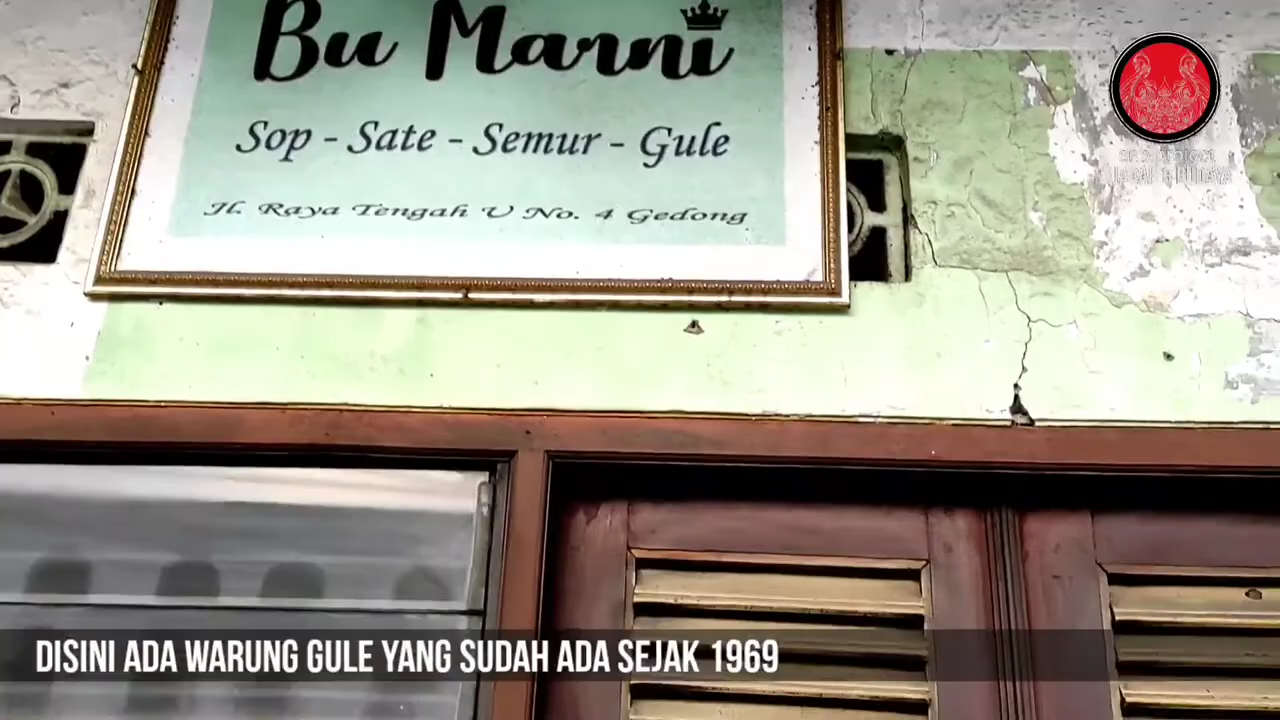 Bu Marni
Sop - Sate - Semur - Gule
Jl. Raya Tengah U No. 4 Gedong
DISINI ADA WARUNG GULE YANG SUDAH ADA SEJAK 1969